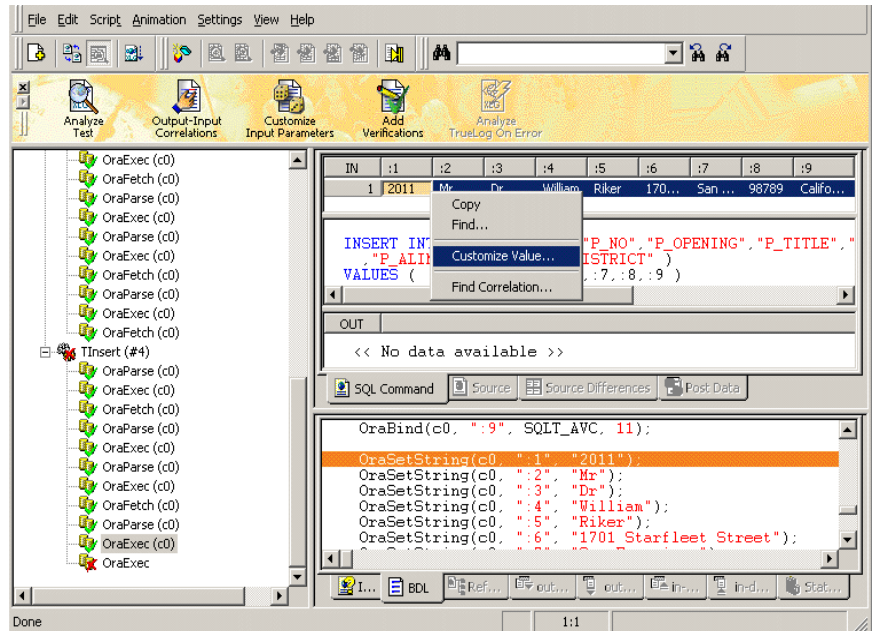 File Edit Script Animation Settings View Help
Analyze Test
Output-Input Correlations
Customize Input Parameters
Add Verifications
Analyze TrueLog On Error
OraExec (c0)
OraFetch (c0)
OraParse (c0)
OraExec (c0)
OraParse (c0)
OraExec (c0)
OraFetch (c0)
OraParse (c0)
OraExec (c0)
OraFetch (c0)
TInsert (#4)
OraParse (c0)
OraExec (c0)
OraFetch (c0)
OraParse (c0)
OraExec (c0)
OraParse (c0)
OraExec (c0)
OraFetch (c0)
OraParse (c0)
OraExec (c0)
OraExec
IN :1 :2 :3 :4 :5 :6 :7 :8 :9
1 2011 Mr Dr William Riker 170... San ... 98789 Califo...
Copy
Find...
Customize Value...
Find Correlation...
INSERT IN "P_NO","P_OPENING","P_TITLE","
,"P_ALI ISTRICT" )
VALUES ( ,:7,:8,:9 )
OUT
<< No data available >>
SQL Command Source Source Differences Post Data
OraBind(c0, ":9", SQLT_AVC, 11);
OraSetString(c0, ":1", "2011");
OraSetString(c0, ":2", "Mr");
OraSetString(c0, ":3", "Dr");
OraSetString(c0, ":4", "William");
OraSetString(c0, ":5", "Riker");
OraSetString(c0, ":6", "1701 Starfleet Street");
I... BDL Ref... out... out... in-... in-d... Stat...
Done 1:1